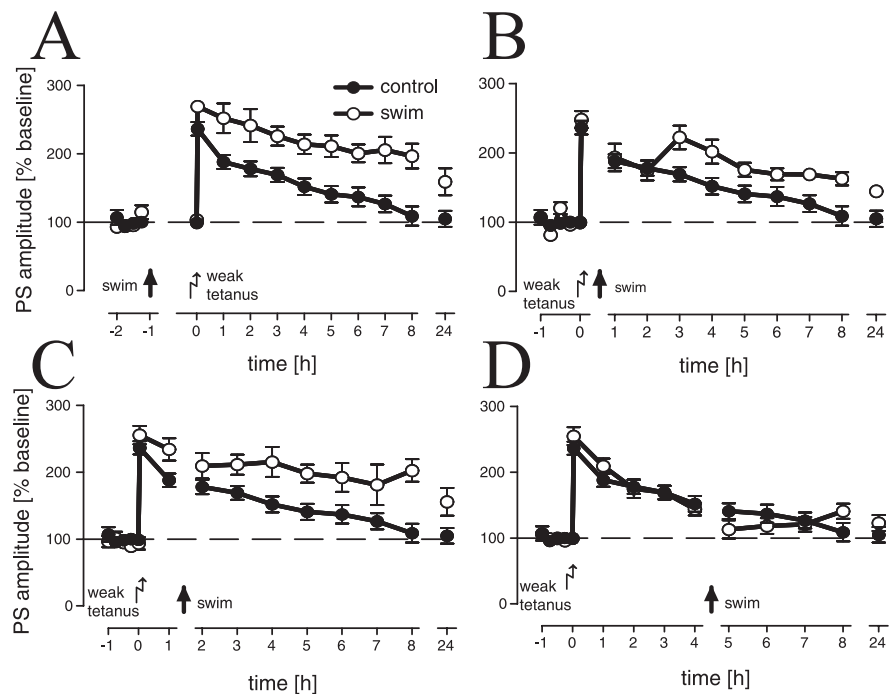 A
PS amplitude [% baseline]
300
200
100
0
control
swim
swim
weak
tetanus
-2 -1 0 1 2 3 4 5 6 7 8 24
time [h]
B
300
200
100
0
weak
tetanus
swim
-1 0 1 2 3 4 5 6 7 8 24
time [h]
C
PS amplitude [% baseline]
300
200
100
0
weak
tetanus
swim
-1 0 1 2 3 4 5 6 7 8 24
time [h]
D
300
200
100
0
weak
tetanus
swim
-1 0 1 2 3 4 5 6 7 8 24
time [h]